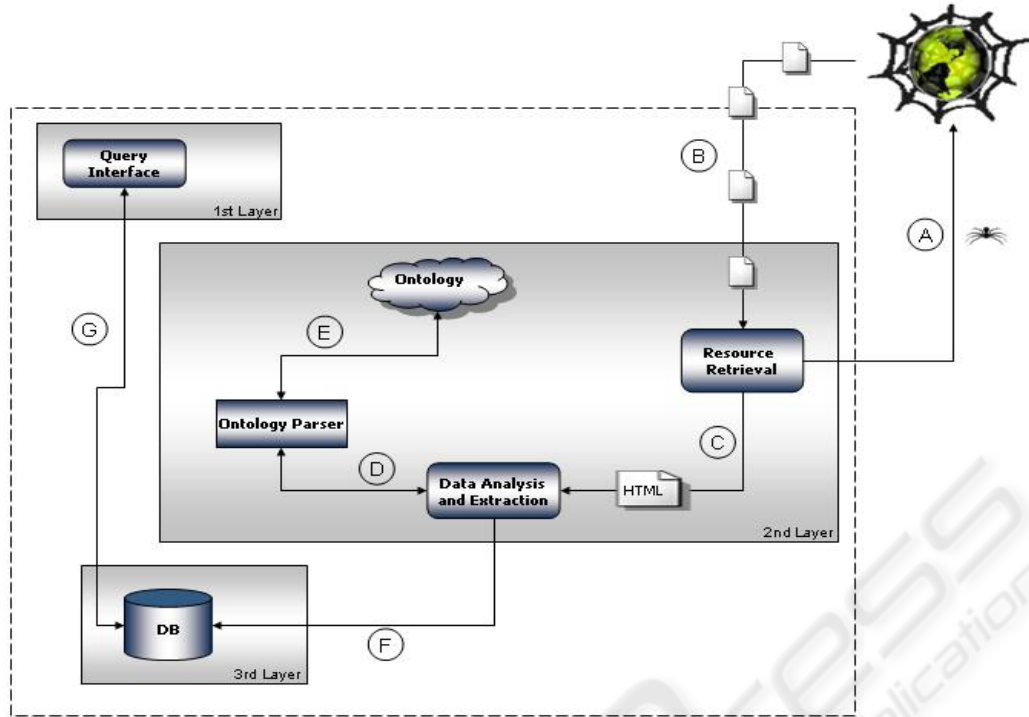 B
Query
Interface
1st Layer
A
Ontology
G
E
Resource
Retrieval
Ontology Parser
C
D
Data Analysis
and Extraction
HTML
2nd Layer
DB
F
3rd Layer